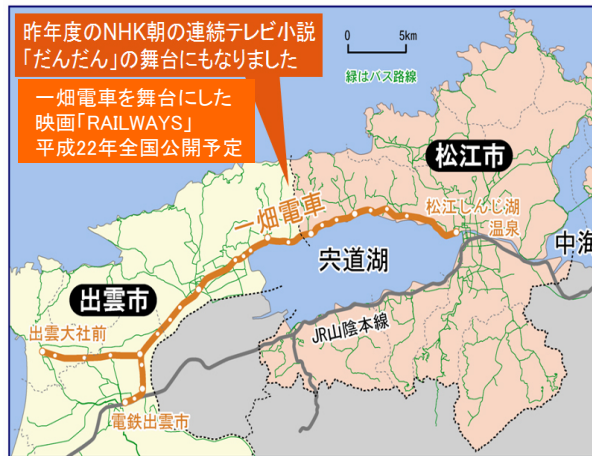 昨年度のNHK朝の連続テレビ小説
「だんだん」の舞台にもなりました
一畑電車を舞台にした
映画「RAILWAYS」
平成22年全国公開予定
0 5km
緑はバス路線
松江市
一畑電車
松江しんじ湖
温泉
中海
宍道湖
出雲市
出雲大社前
JR山陰本線
電鉄出雲市